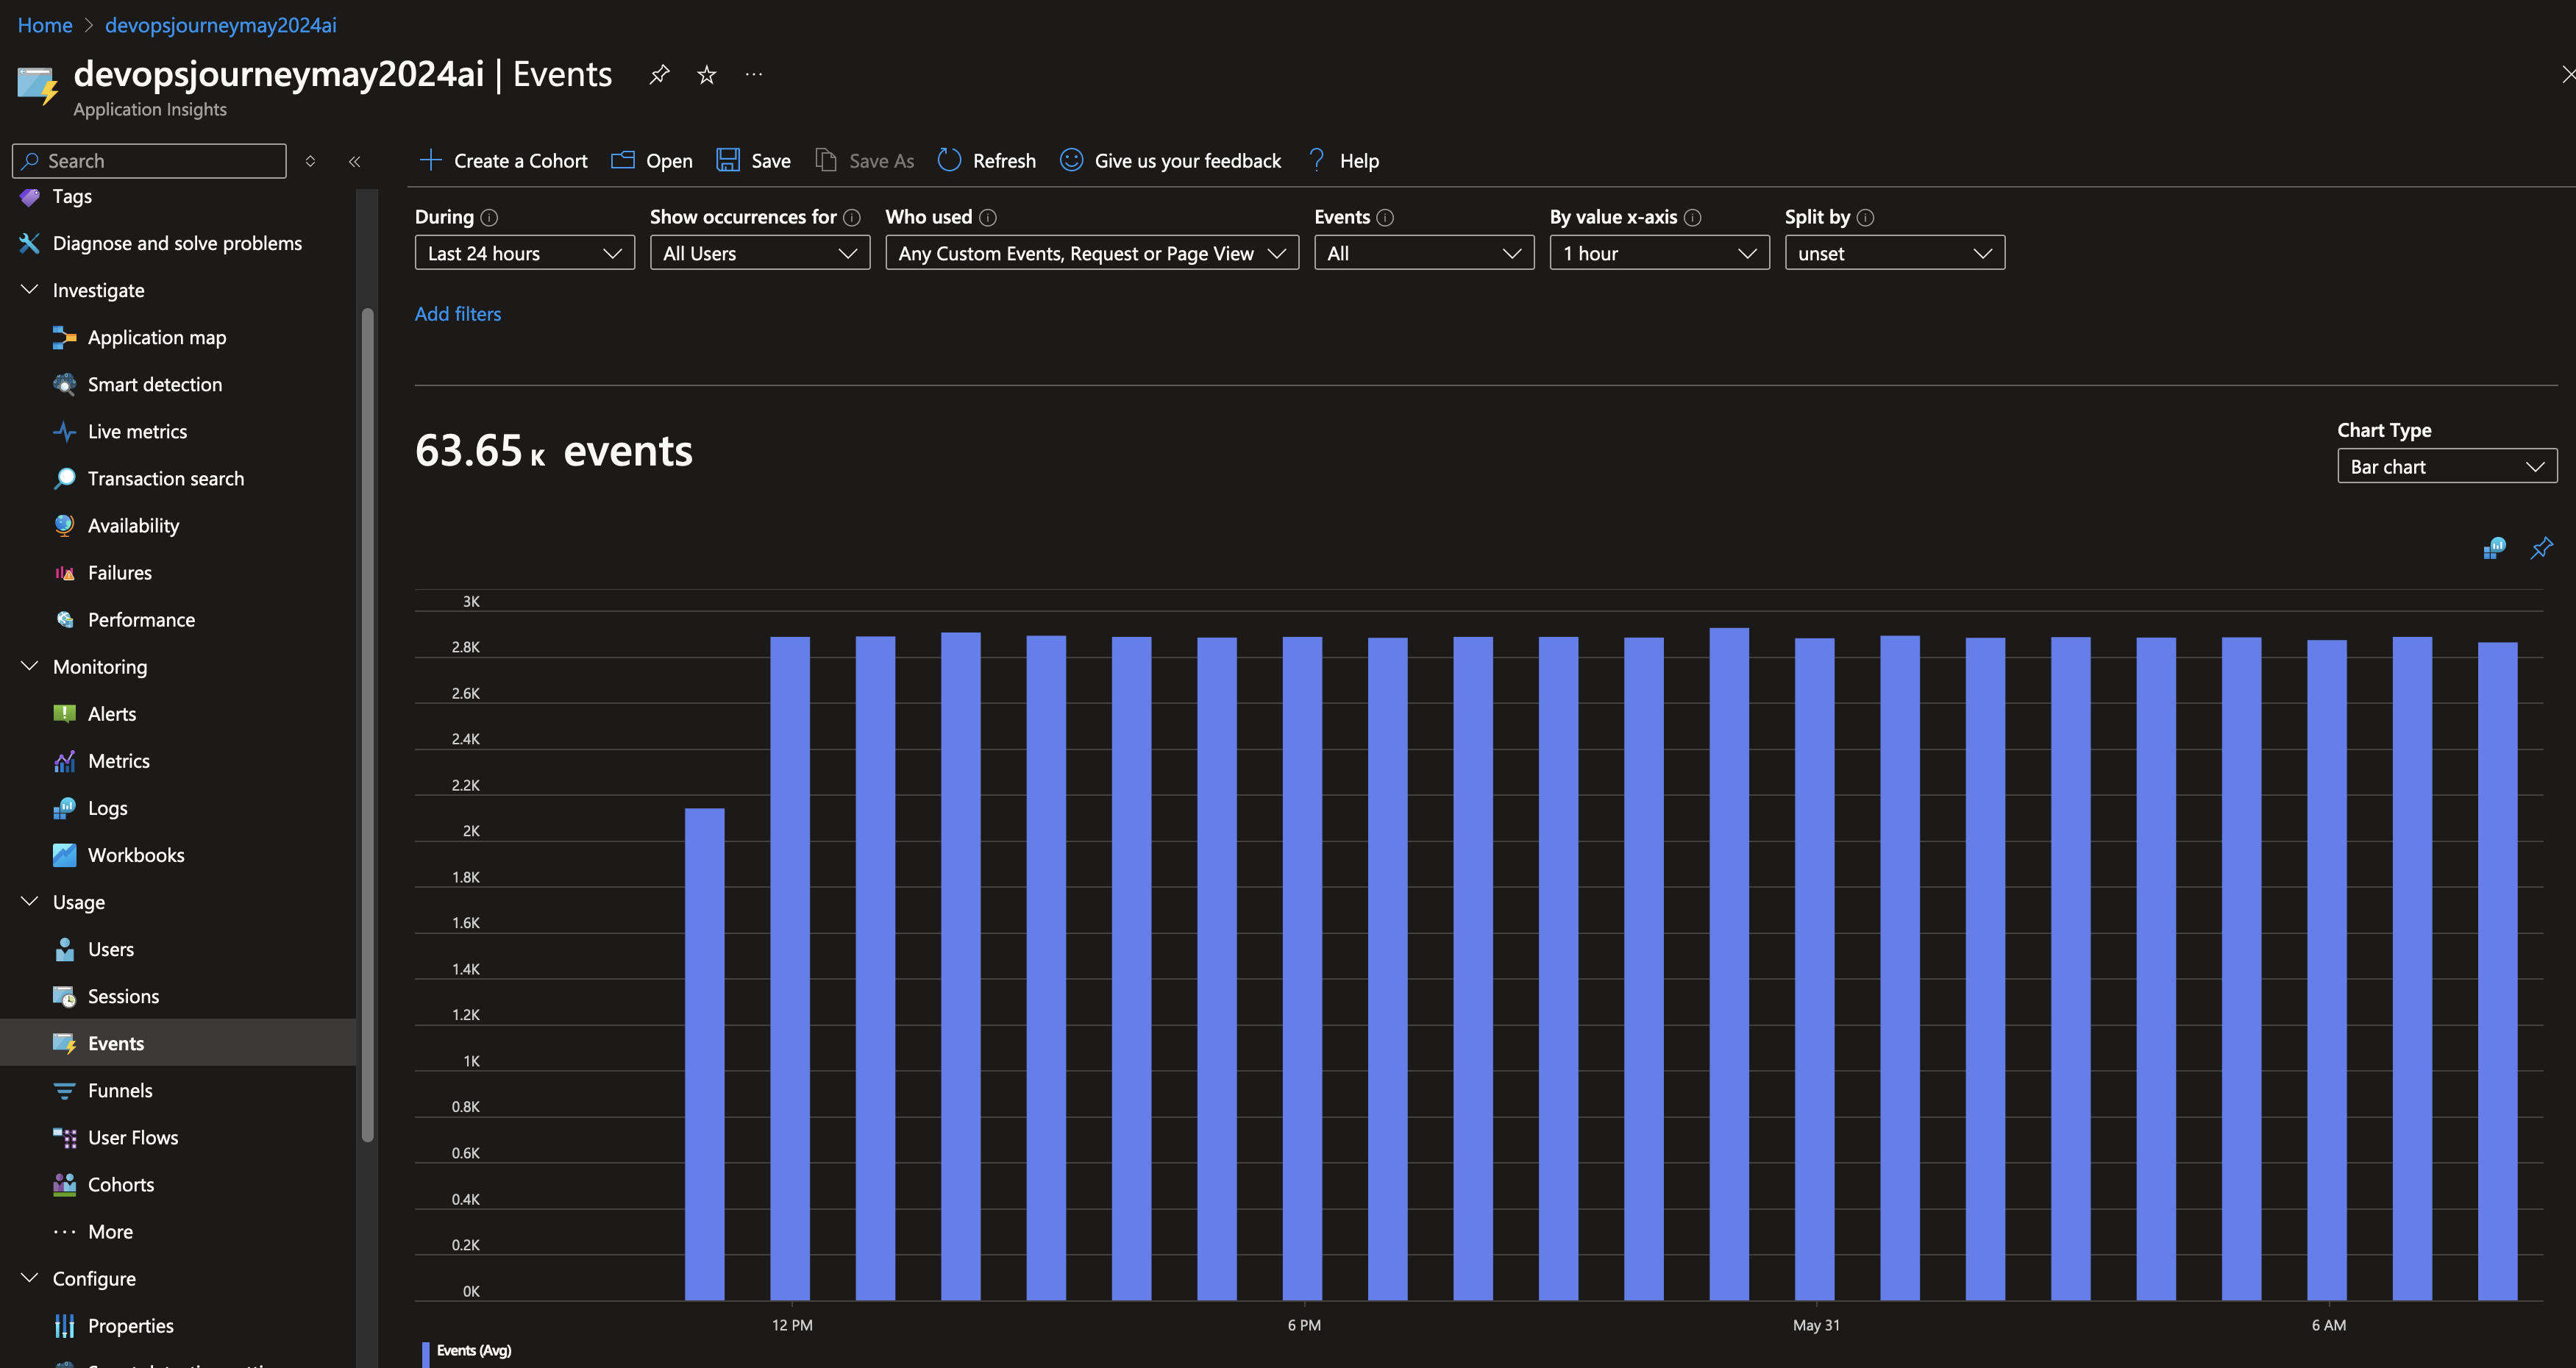 Home > devopsjourneymay2024ai
devopsjourneymay2024ai | Events
Application Insights
Search
Tags
Diagnose and solve problems
Investigate
Application map
Smart detection
Live metrics
Transaction search
Availability
Failures
Performance
Monitoring
Alerts
Metrics
Logs
Workbooks
Usage
Users
Sessions
Events
Funnels
User Flows
Cohorts
More
Configure
Properties
Create a Cohort Open Save Save As Refresh Give us your feedback Help
During Show occurrences for Who used Events By value x-axis Split by
Last 24 hours All Users Any Custom Events, Request or Page View All 1 hour unset
Add filters
63.65 K events
Chart Type
Bar chart
3K
2.8K
2.6K
2.4K
2.2K
2K
1.8K
1.6K
1.4K
1.2K
1K
0.8K
0.6K
0.4K
0.2K
0K
12 PM 6 PM May 31 6 AM
Events (Avg)